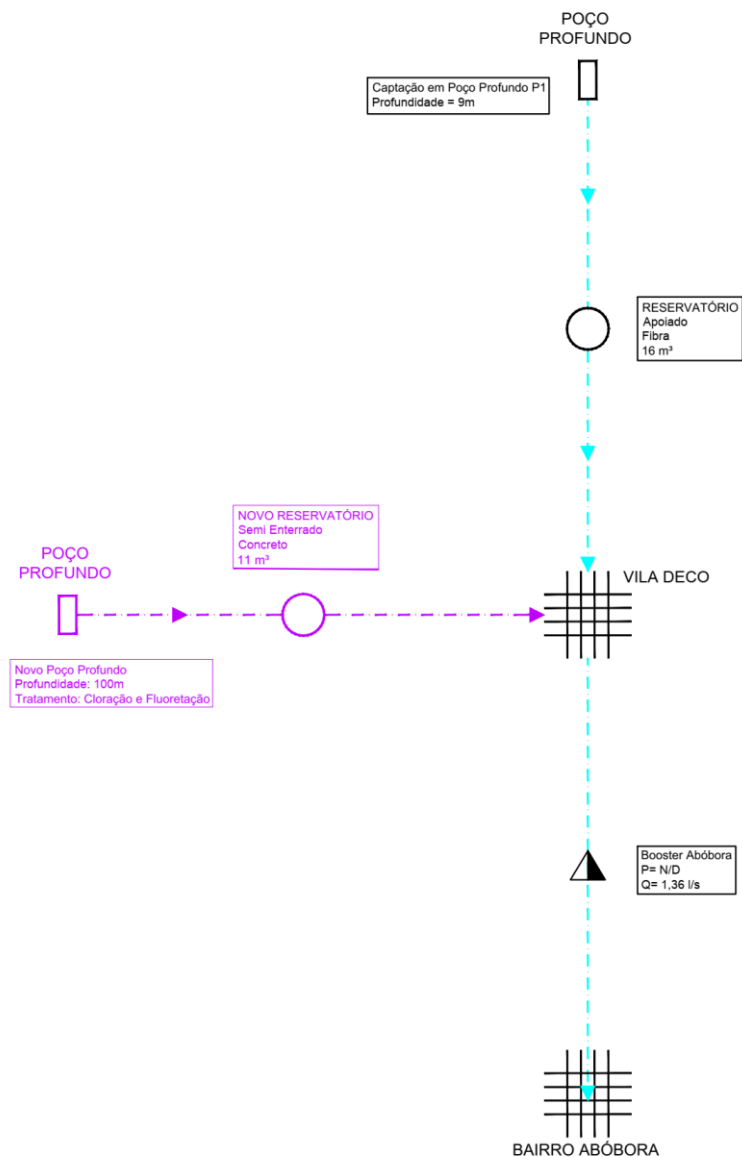 POÇO
PROFUNDO
Captação em Poço Profundo P1
Profundidade = 9m
RESERVATÓRIO
Apoiado
Fibra
16 m³
NOVO RESERVATÓRIO
Semi Enterrado
Concreto
11 m³
POÇO
PROFUNDO
VILA DECO
Novo Poço Profundo
Profundidade: 100m
Tratamento: Cloração e Fluoretação
Booster Abóbora
P= N/D
Q= 1,36 l/s
BAIRRO ABÓBORA